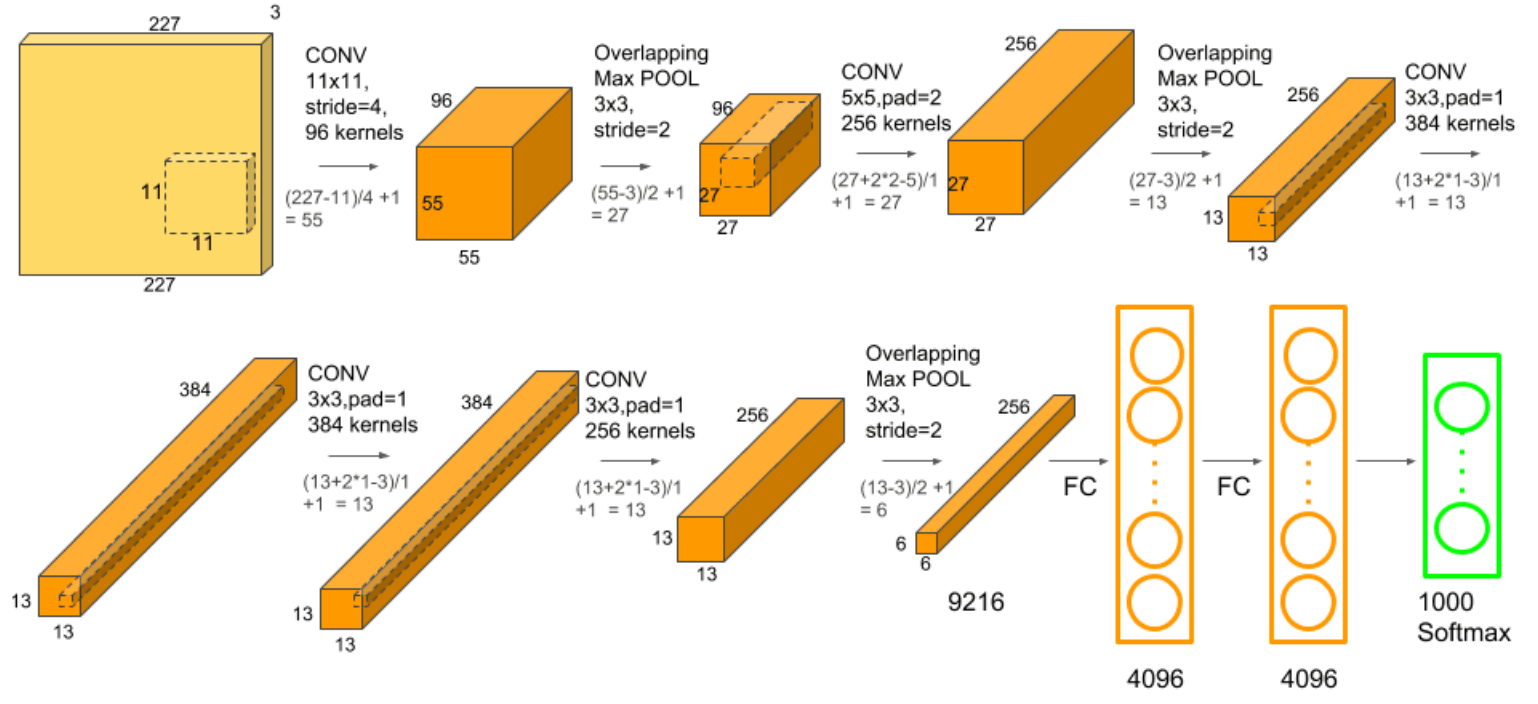 227
3
11
11
227
CONV
11x11,
stride=4,
96 kernels
(227-11)/4 +1
= 55
96
55
55
Overlapping
Max POOL
3x3,
stride=2
(55-3)/2 +1
= 27
96
27
27
CONV
5x5,pad=2
256 kernels
(27+2*2-5)/1
+1 = 27
256
27
27
Overlapping
Max POOL
3x3,
stride=2
(27-3)/2 +1
= 13
256
13
13
CONV
3x3,pad=1
384 kernels
(13+2*1-3)/1
+1 = 13
384
13
13
CONV
3x3,pad=1
384 kernels
(13+2*1-3)/1
+1 = 13
384
13
13
CONV
3x3,pad=1
256 kernels
(13+2*1-3)/1
+1 = 13
256
13
13
Overlapping
Max POOL
3x3,
stride=2
(13-3)/2 +1
= 6
256
6
6
9216
FC
4096
FC
4096
1000
Softmax